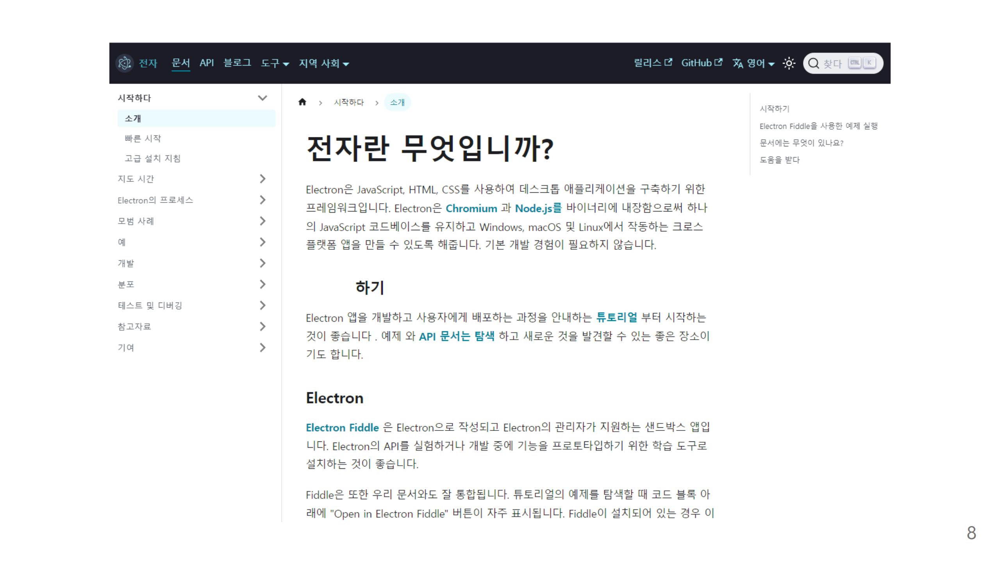 전자 문서 API 블로그 도구 지역 사회 릴리스 GitHub 영어 찾다 CTRL K
시작하다
소개
빠른 시작
고급 설치 지침
지도 시간
Electron의 프로세스
모범 사례
예
개발
분포
테스트 및 디버깅
참고자료
기여
시작하다 소개
전자란 무엇입니까?
Electron은 JavaScript, HTML, CSS를 사용하여 데스크톱 애플리케이션을 구축하기 위한
프레임워크입니다. Electron은 Chromium 과 Node.js를 바이너리에 내장함으로써 하나
의 JavaScript 코드베이스를 유지하고 Windows, macOS 및 Linux에서 작동하는 크로스
플랫폼 앱을 만들 수 있도록 해줍니다. 기본 개발 경험이 필요하지 않습니다.
하기
Electron 앱을 개발하고 사용자에게 배포하는 과정을 안내하는 튜토리얼 부터 시작하는
것이 좋습니다 . 예제 와 API 문서는 탐색 하고 새로운 것을 발견할 수 있는 좋은 장소이
기도 합니다.
Electron
Electron Fiddle 은 Electron으로 작성되고 Electron의 관리자가 지원하는 샌드박스 앱입
니다. Electron의 API를 실험하거나 개발 중에 기능을 프로토타입하기 위한 학습 도구로
설치하는 것이 좋습니다.
Fiddle은 또한 우리 문서와도 잘 통합됩니다. 튜토리얼의 예제를 탐색할 때 코드 블록 아
래에 "Open in Electron Fiddle" 버튼이 자주 표시됩니다. Fiddle이 설치되어 있는 경우 이
시작하기
Electron Fiddle을 사용한 예제 실행
문서에는 무엇이 있나요?
도움을 받다
8